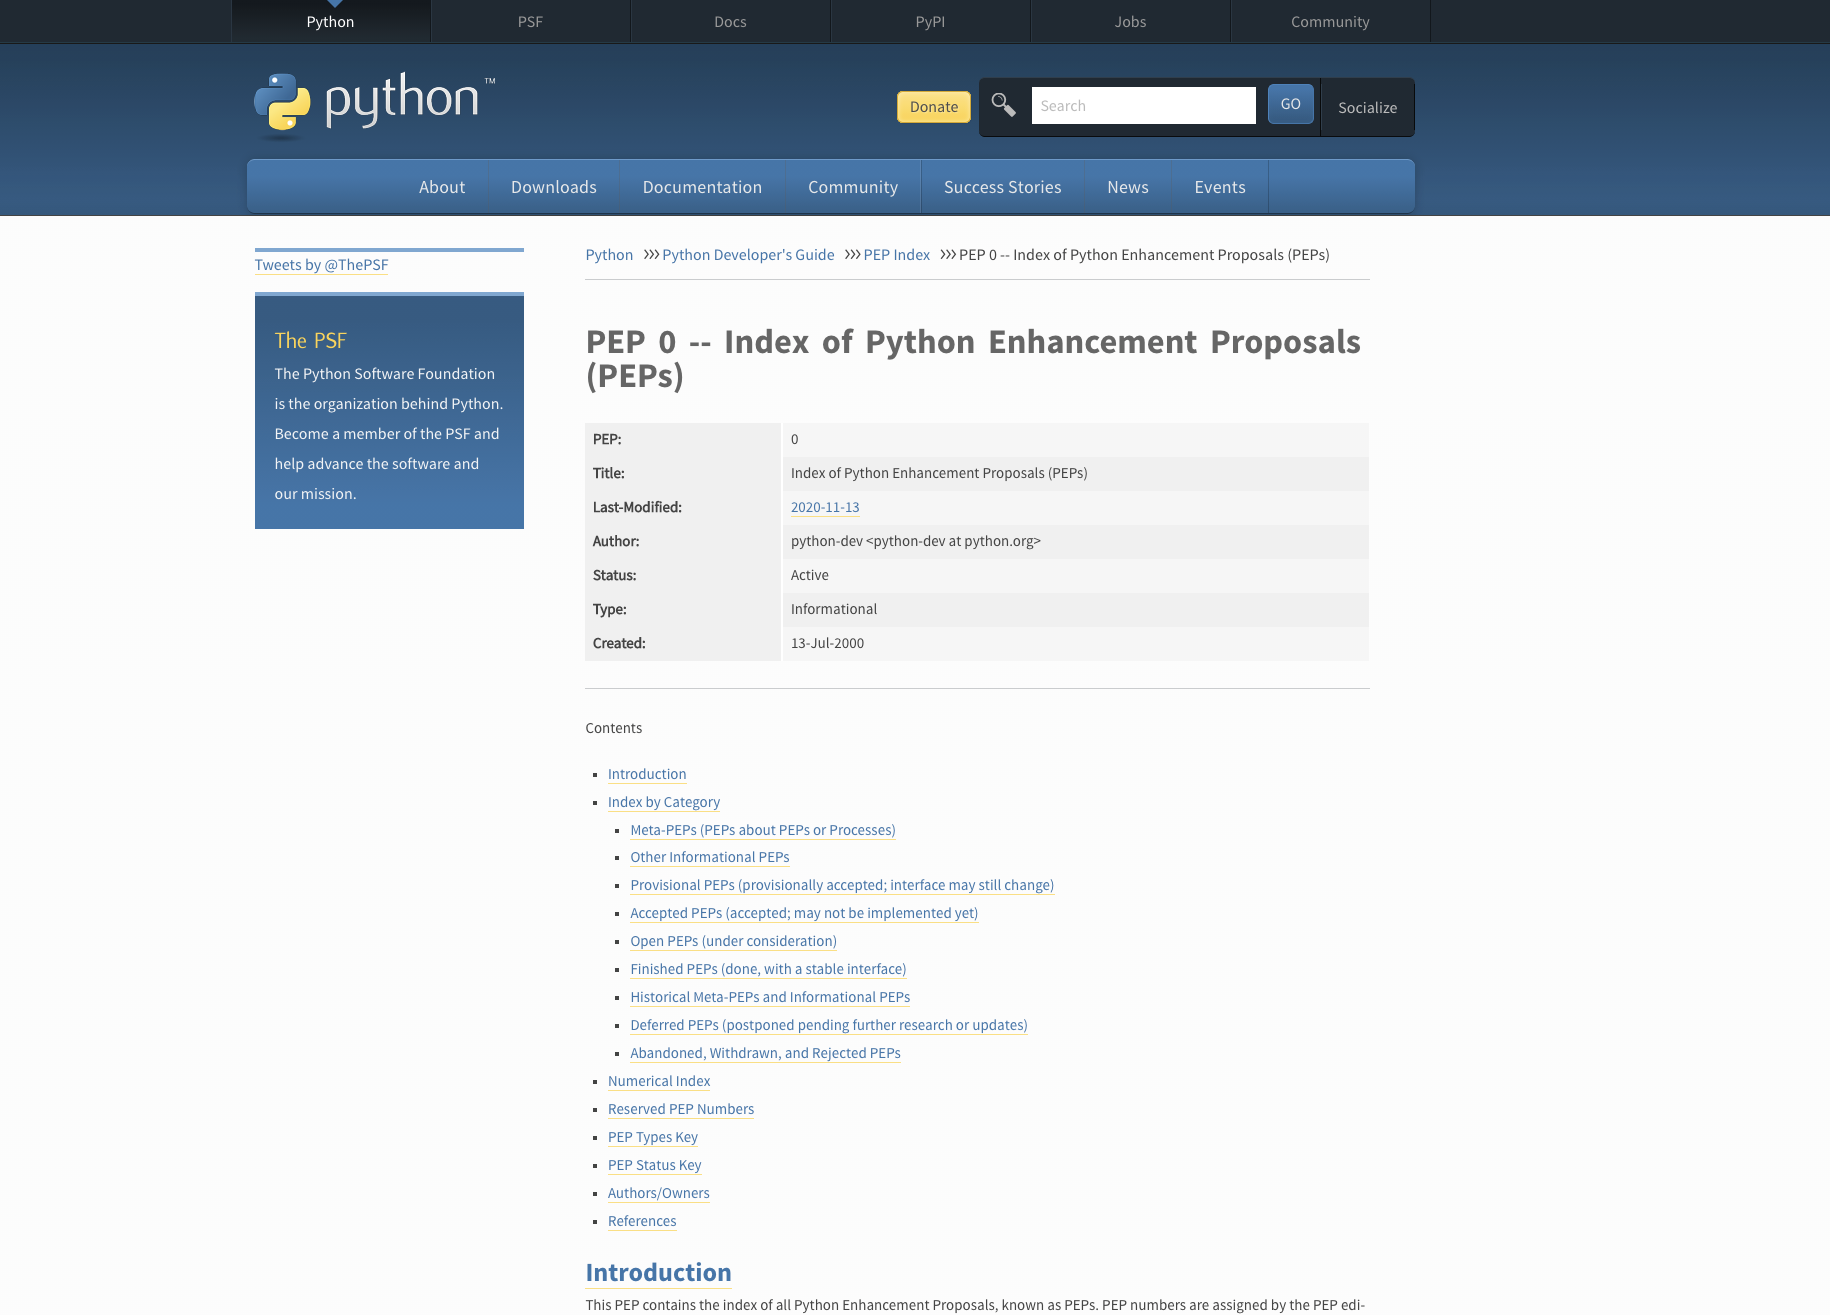 Python
PSF
Docs
PyPI
Jobs
Community
python™
Donate
Search
GO
Socialize
About
Downloads
Documentation
Community
Success Stories
News
Events
Tweets by @ThePSF
The PSF
The Python Software Foundation
is the organization behind Python.
Become a member of the PSF and
help advance the software and
our mission.
Python >>> Python Developer's Guide >>> PEP Index >>> PEP 0 -- Index of Python Enhancement Proposals (PEPs)
PEP 0 -- Index of Python Enhancement Proposals
(PEPs)
PEP: 0
Title: Index of Python Enhancement Proposals (PEPs)
Last-Modified: 2020-11-13
Author: python-dev <python-dev at python.org>
Status: Active
Type: Informational
Created: 13-Jul-2000
Contents
Introduction
Index by Category
Meta-PEPs (PEPs about PEPs or Processes)
Other Informational PEPs
Provisional PEPs (provisionally accepted; interface may still change)
Accepted PEPs (accepted; may not be implemented yet)
Open PEPs (under consideration)
Finished PEPs (done, with a stable interface)
Historical Meta-PEPs and Informational PEPs
Deferred PEPs (postponed pending further research or updates)
Abandoned, Withdrawn, and Rejected PEPs
Numerical Index
Reserved PEP Numbers
PEP Types Key
PEP Status Key
Authors/Owners
References
Introduction
This PEP contains the index of all Python Enhancement Proposals, known as PEPs. PEP numbers are assigned by the PEP edi-